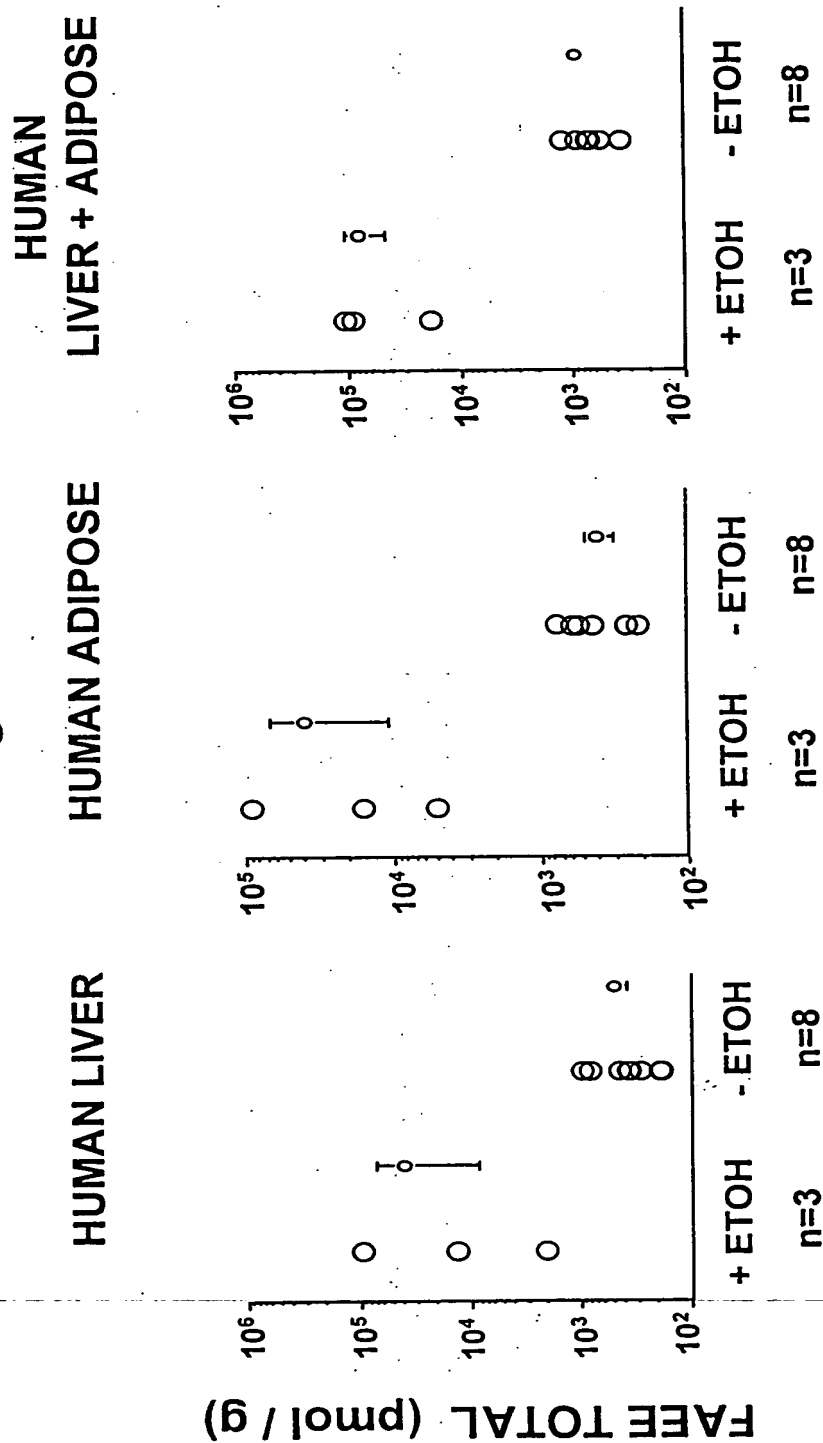 FAEE TOTAL (pmol / g)
HUMAN LIVER
10⁶
10⁵
10⁴
10³
10²
+ ETOH - ETOH
n=3 n=8
HUMAN ADIPOSE
10⁵
10⁴
10³
10²
+ ETOH - ETOH
n=3 n=8
HUMAN
LIVER + ADIPOSE
10⁶
10⁵
10⁴
10³
10²
+ ETOH - ETOH
n=3 n=8